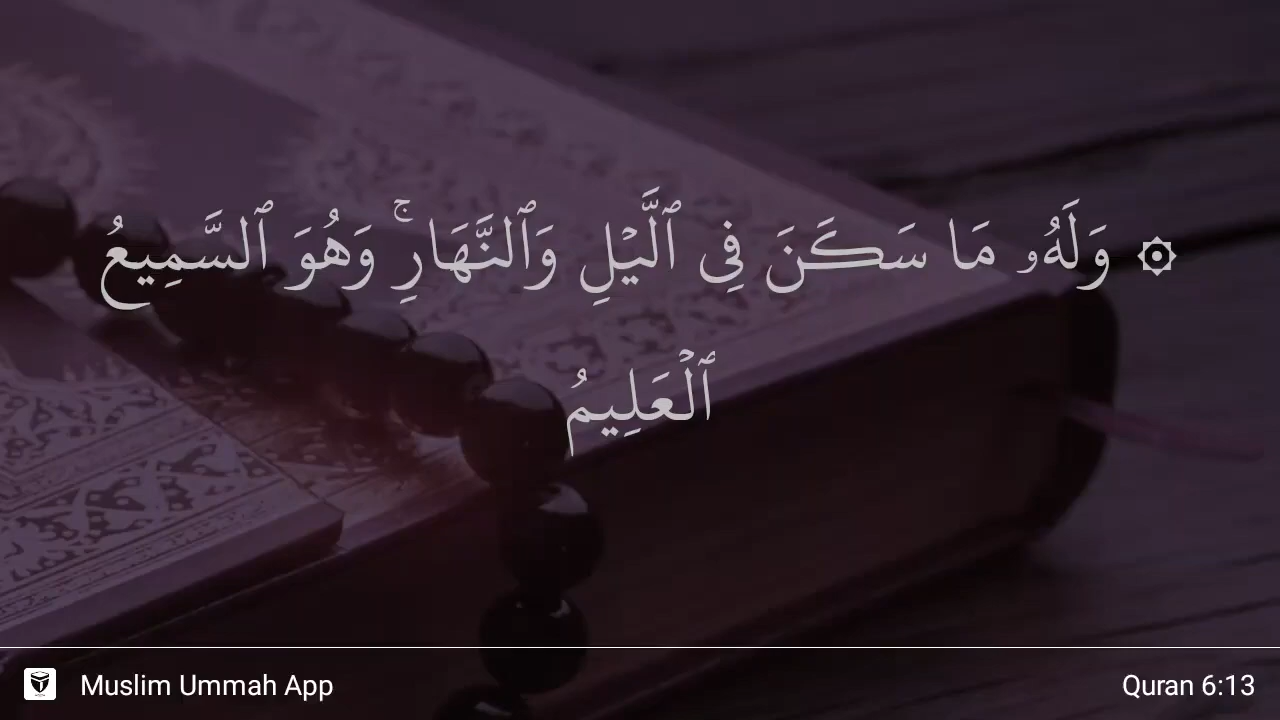 ۞ وَلَهُۥ مَا سَكَنَ فِى ٱلَّيْلِ وَٱلنَّهَارِ ۚ وَهُوَ ٱلسَّمِيعُ
ٱلْعَلِيمُ
Muslim Ummah App
Quran 6:13